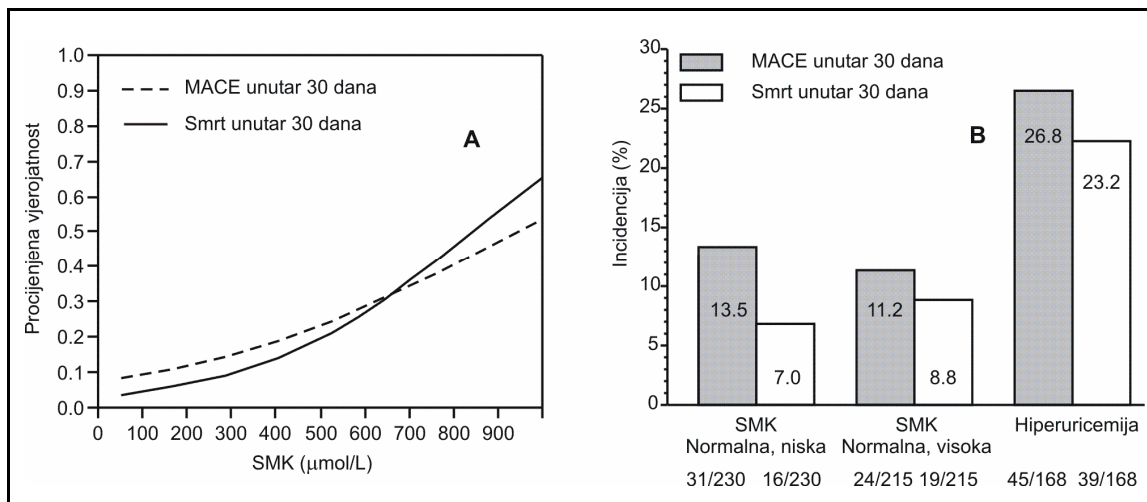 1.0
0.9
0.8
0.7
0.6
0.5
0.4
0.3
0.2
0.1
0.0
Procijenjena vjerojatnost
MACE unutar 30 dana
Smrt unutar 30 dana
A
0 100 200 300 400 500 600 700 800 900
SMK (μmol/L)
30
25
20
15
10
5
0
Incidencija (%)
MACE unutar 30 dana
Smrt unutar 30 dana
B
13.5
7.0
11.2
8.8
26.8
23.2
SMK
Normalna, niska
SMK
Normalna, visoka
Hiperuricemija
31/230 16/230 24/215 19/215 45/168 39/168